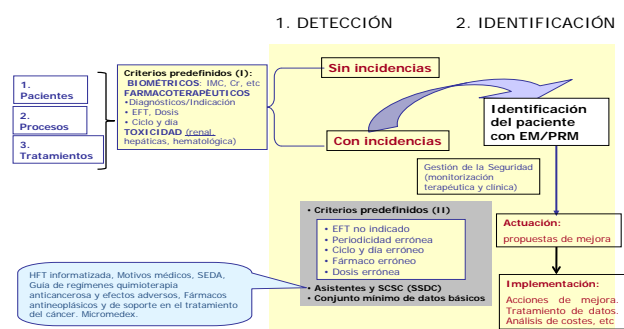 1. DETECCIÓN
2. IDENTIFICACIÓN
1.
Pacientes
2.
Procesos
3.
Tratamientos
Criterios predefinidos (I):
BIOMÉTRICOS: IMC, Cr, etc
FARMACOTERAPÈUTICOS
•Diagnósticos/Indicación
• EFT, Dosis
• Ciclo y día
TOXICIDAD (renal,
hepáticas, hematológica)
Sin incidencias
Con incidencias
Identificación
del paciente
con EM/PRM
Gestión de la Seguridad
(monitorización
terapéutica y clínica)
• Criterios predefinidos (II)
• EFT no indicado
• Periodicidad errónea
• Ciclo y día erróneo
• Fármaco erróneo
• Dosis errónea
• Asistentes y SCSC (SSDC)
• Conjunto mínimo de datos básicos
Actuación:
propuestas de mejora
HFT informatizada, Motivos médicos, SEDA,
Guía de regímenes quimioterapia
anticancerosa y efectos adversos, Fármacos
antineoplásicos y de soporte en el tratamiento
del cáncer. Micromedex.
Implementación:
Acciones de mejora.
Tratamiento de datos.
Análisis de costes, etc